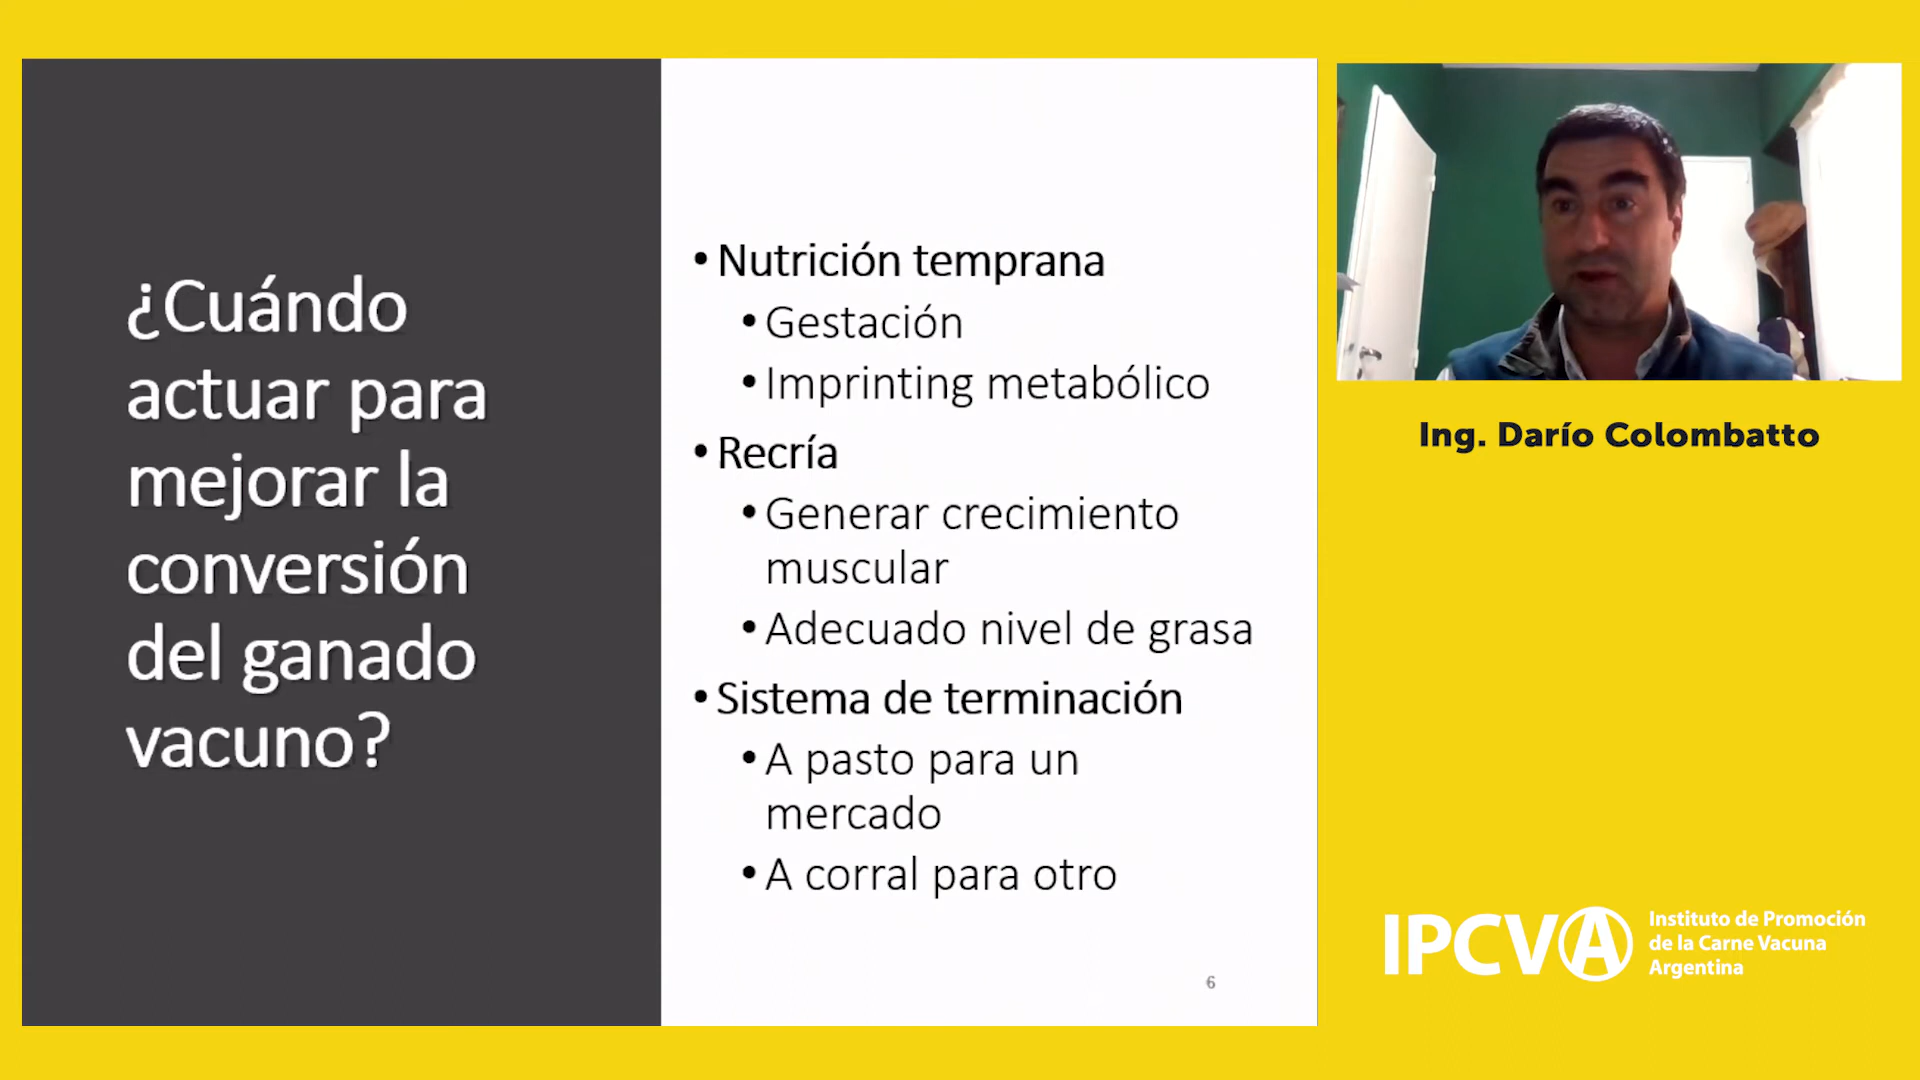 ¿Cuándo
actuar para
mejorar la
conversión
del ganado
vacuno?
• Nutrición temprana
• Gestación
• Imprinting metabólico
• Recría
• Generar crecimiento
muscular
• Adecuado nivel de grasa
• Sistema de terminación
• A pasto para un
mercado
• A corral para otro
6
Ing. Darío Colombatto
IPCVA
Instituto de Promoción
de la Carne Vacuna
Argentina